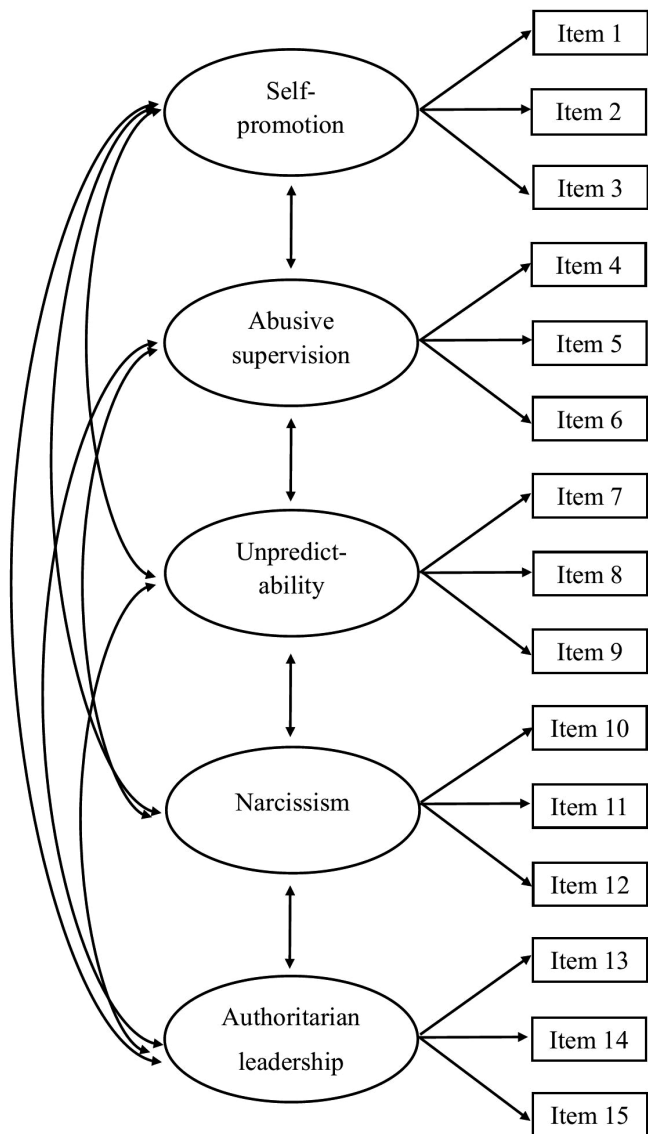 Item 1
Self-
promotion
Item 2
Item 3
Item 4
Abusive
supervision
Item 5
Item 6
Item 7
Unpredict-
ability
Item 8
Item 9
Item 10
Narcissism
Item 11
Item 12
Item 13
Authoritarian
leadership
Item 14
Item 15